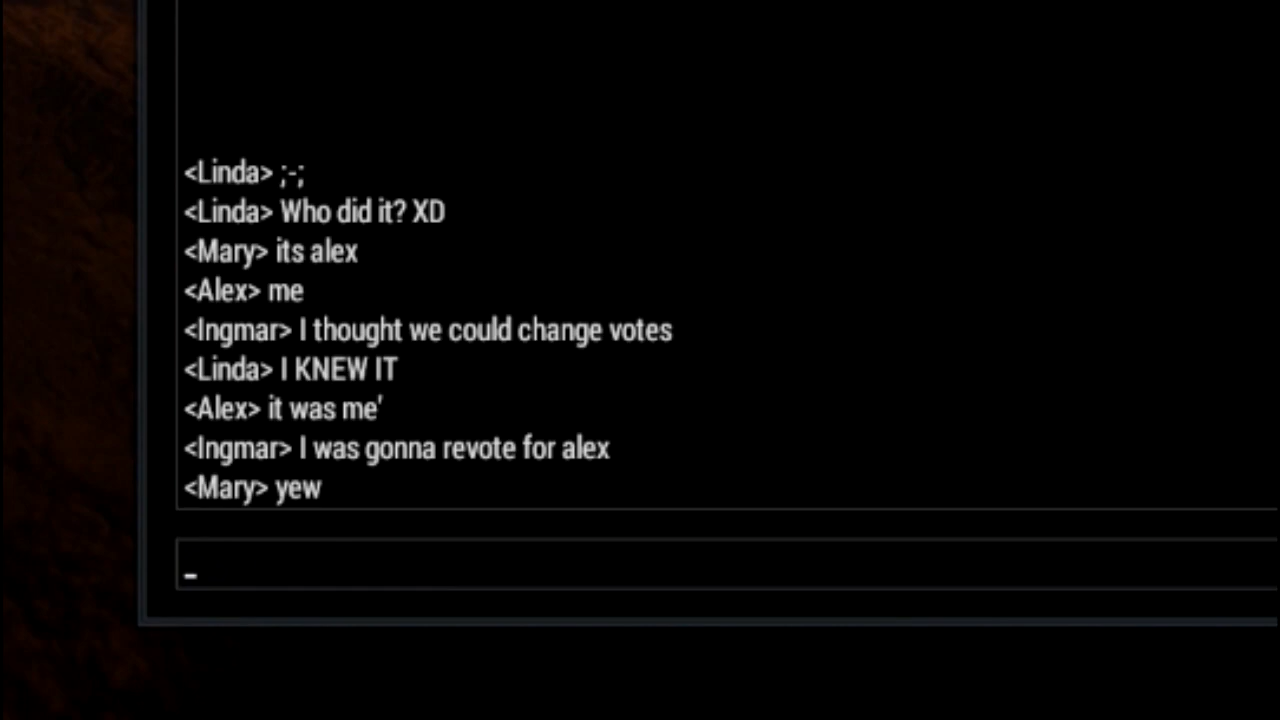 <Linda> ;-;
<Linda> Who did it? XD
<Mary> its alex
<Alex> me
<Ingmar> I thought we could change votes
<Linda> I KNEW IT
<Alex> it was me'
<Ingmar> I was gonna revote for alex
<Mary> yew
_